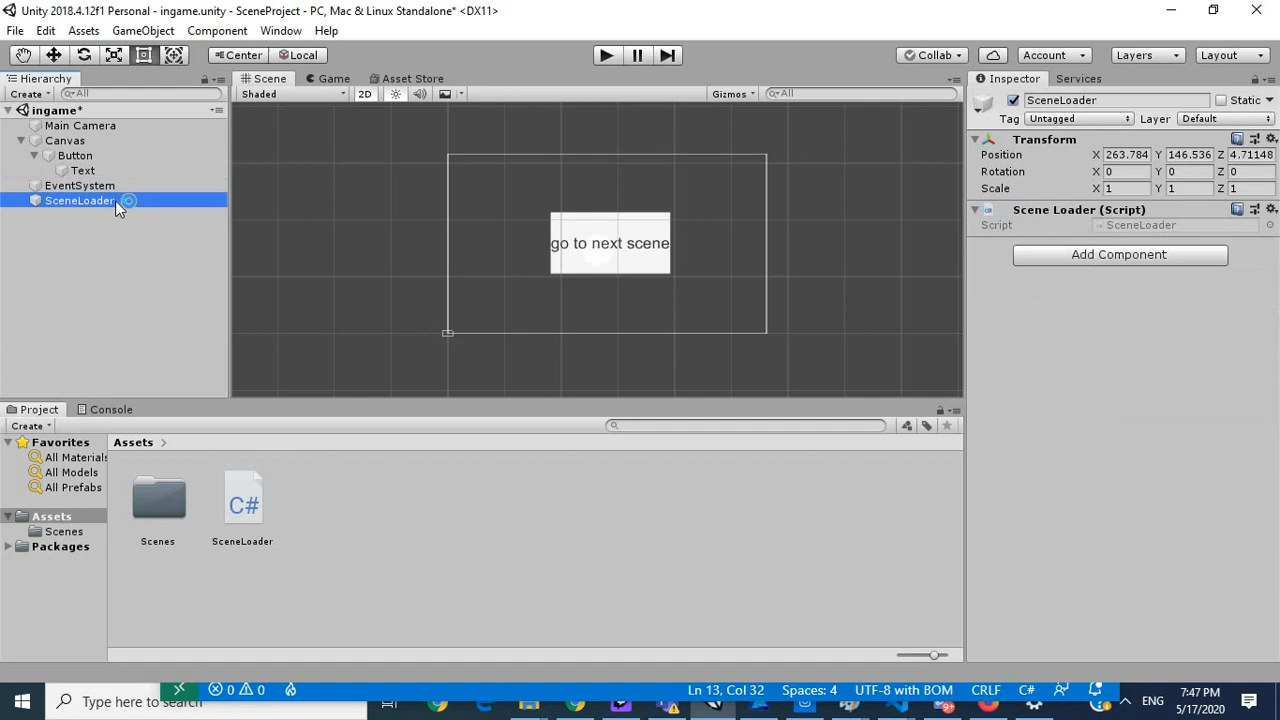 Unity 2018.4.12f1 Personal - ingame.unity - SceneProject - PC, Mac & Linux Standalone* <DX11>
File Edit Assets GameObject Component Window Help
Center Local Collab Account Layers Layout
Hierarchy
Create All
ingame*
Main Camera
Canvas
Button
Text
EventSystem
SceneLoader
Scene Game Asset Store
Shaded 2D Gizmos All
go to next scene
Inspector Services
SceneLoader Static
Tag Untagged Layer Default
Transform
Position X 263.784 Y 146.536 Z 4.71148
Rotation X 0 Y 0 Z 0
Scale X 1 Y 1 Z 1
Scene Loader (Script)
Script SceneLoader
Add Component
Project Console
Create
Favorites
All Materials
All Models
All Prefabs
Assets
Scenes
Packages
Assets
C#
Scenes SceneLoader
Ln 13, Col 32 Spaces: 4 UTF-8 with BOM CRLF C#
0 0
Type here to search
ENG
7:47 PM
5/17/2020